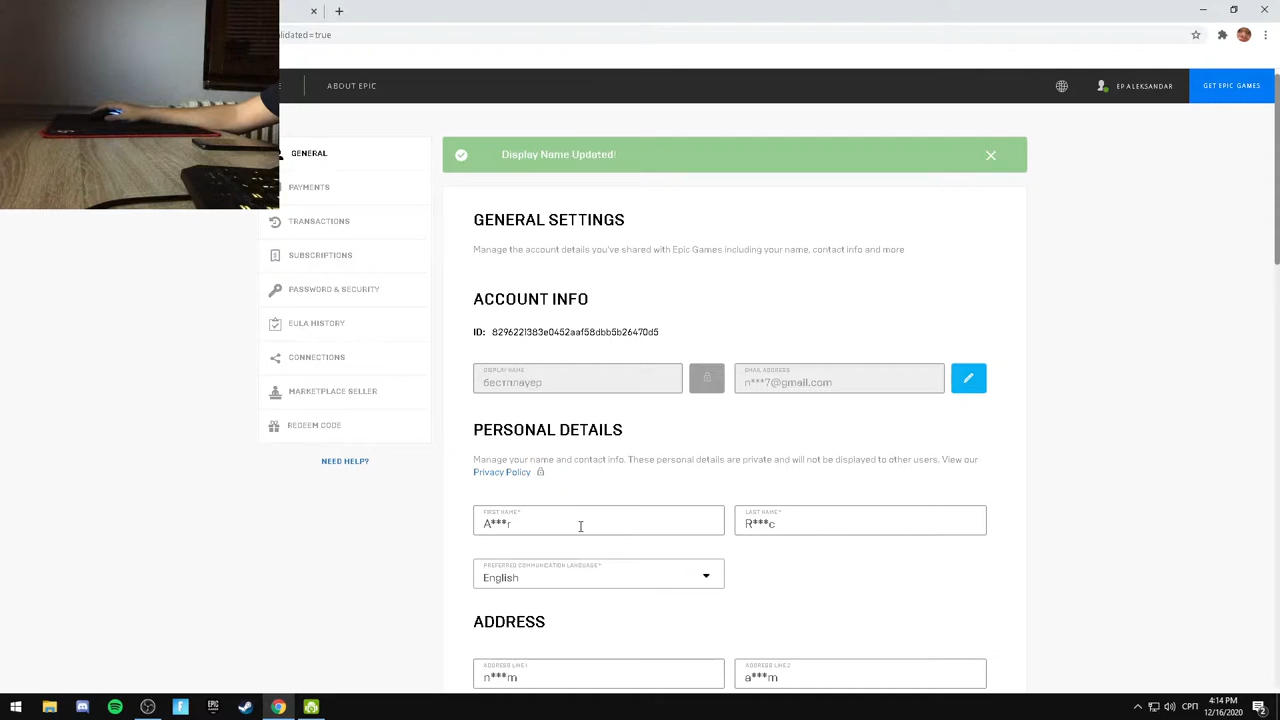 lidated=true
ABOUT EPIC
EP ALEKSANDAR
GET EPIC GAMES
GENERAL
PAYMENTS
TRANSACTIONS
SUBSCRIPTIONS
PASSWORD & SECURITY
EULA HISTORY
CONNECTIONS
MARKETPLACE SELLER
REDEEM CODE
NEED HELP?
Display Name Updated!
GENERAL SETTINGS
Manage the account details you've shared with Epic Games including your name, contact info and more
ACCOUNT INFO
ID: 8296221383e0452aaf58dbb5b26470d5
DISPLAY NAME
бестплауер
EMAIL ADDRESS
n***7@gmail.com
PERSONAL DETAILS
Manage your name and contact info. These personal details are private and will not be displayed to other users. View our
Privacy Policy
FIRST NAME*
A***r
LAST NAME*
R***c
PREFERRED COMMUNICATION LANGUAGE*
English
ADDRESS
ADDRESS LINE 1
n***m
ADDRESS LINE 2
a***m
EPIC
СРП
4:14 PM
12/16/2020
2